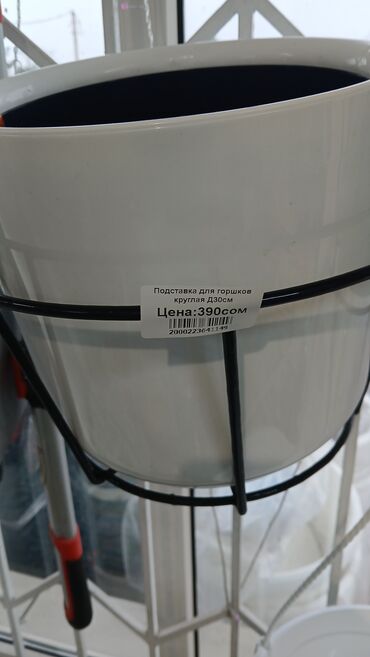 Подставка для горшков
круглая Д30см
Цена:390сом
2000223641149